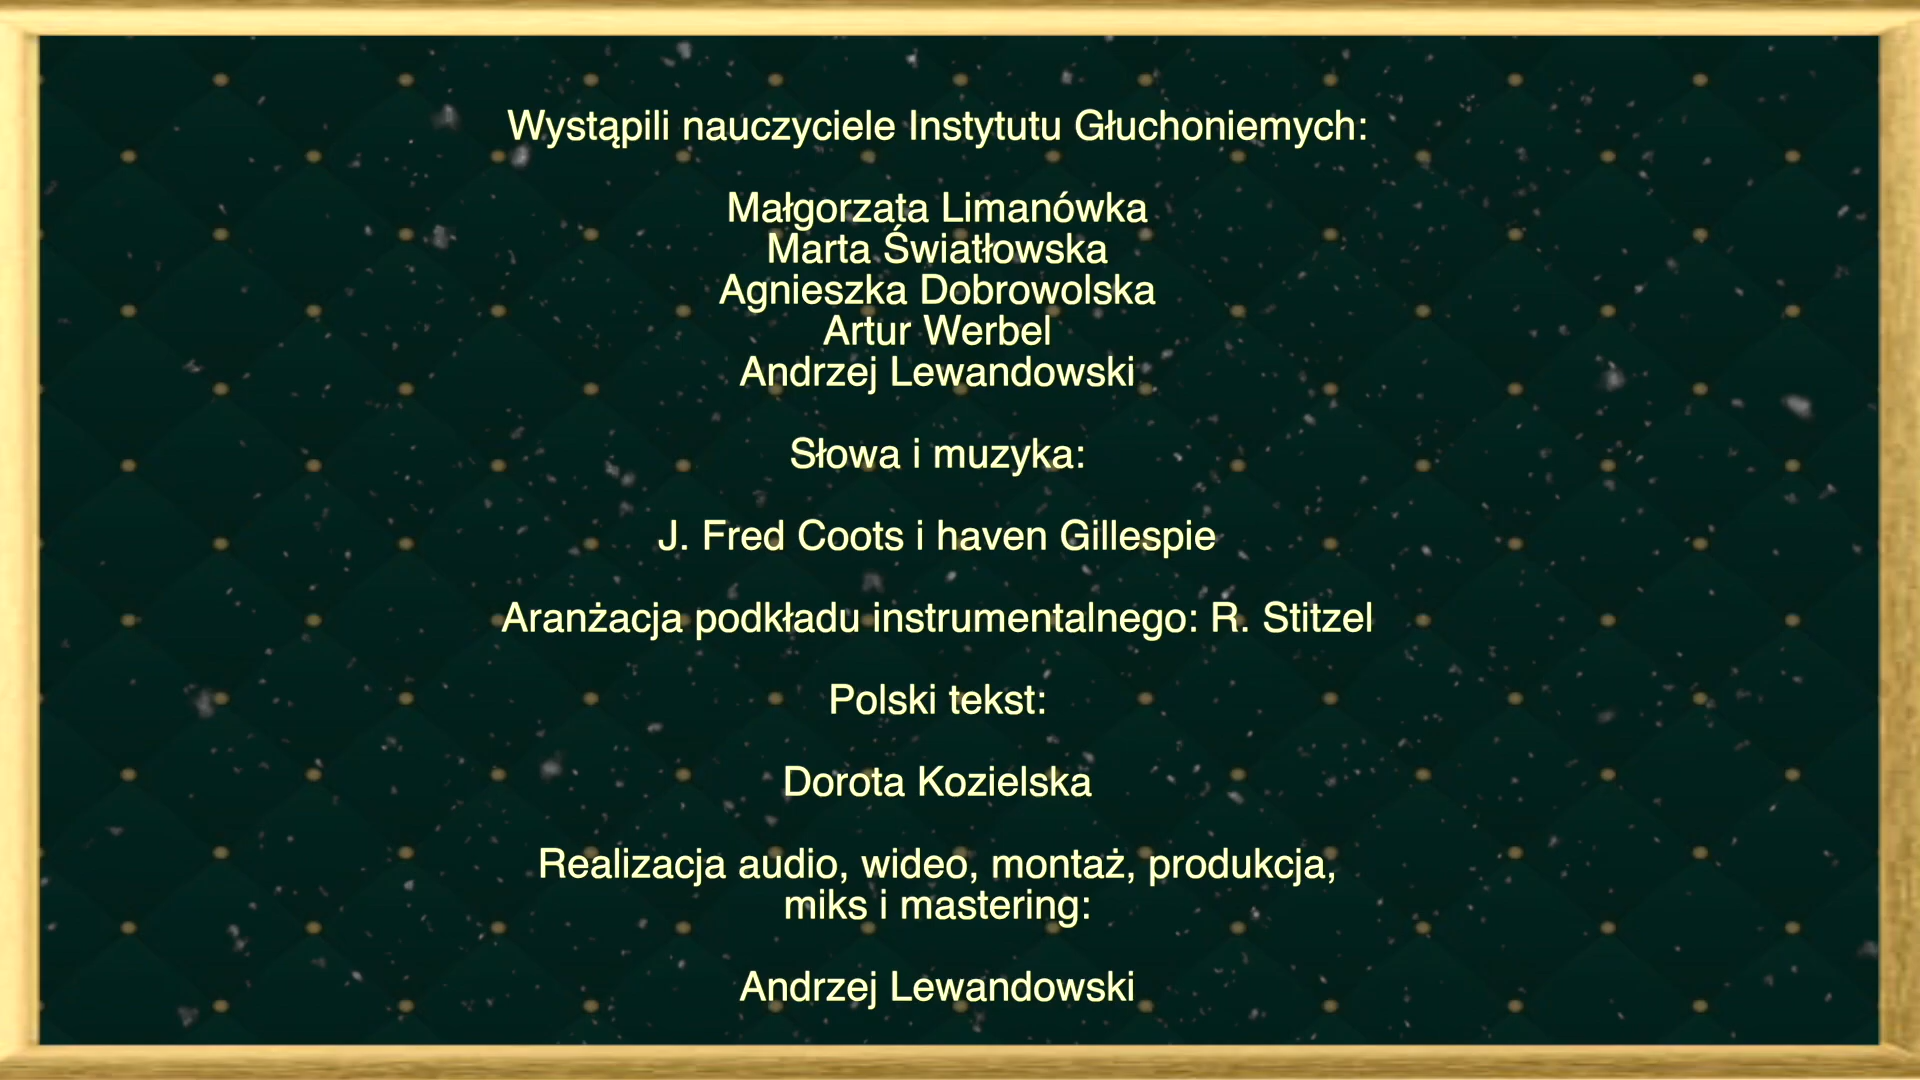 Wystąpili nauczyciele Instytutu Głuchoniemych:
Małgorzata Limanówka
Marta Światłowska
Agnieszka Dobrowolska
Artur Werbel
Andrzej Lewandowski
Słowa i muzyka:
J. Fred Coots i haven Gillespie
Aranżacja podkładu instrumentalnego: R. Stitzel
Polski tekst:
Dorota Kozielska
Realizacja audio, wideo, montaż, produkcja,
miks i mastering:
Andrzej Lewandowski